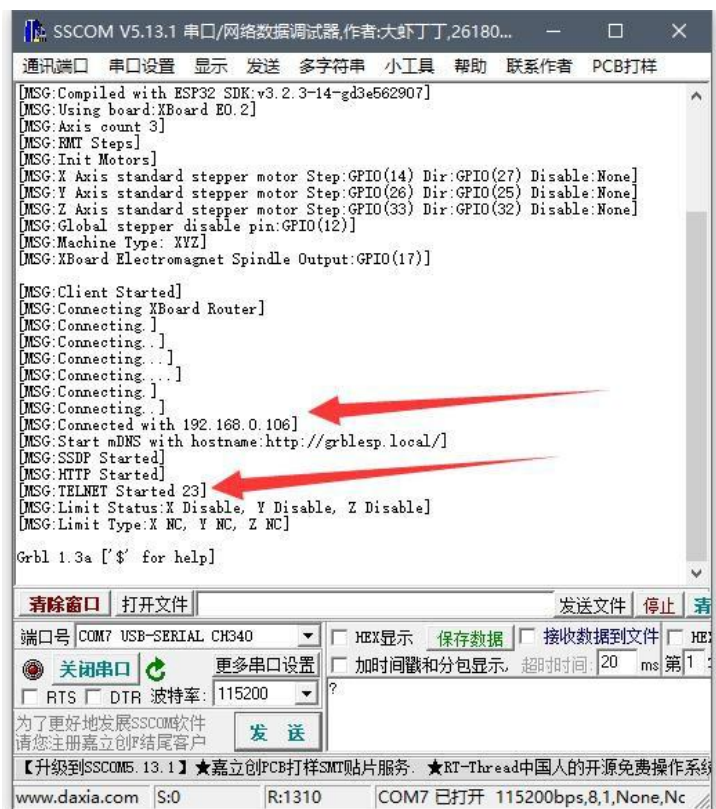 SSCOM V5.13.1 串口/网络数据调试器,作者:大虾丁丁,26180...
通讯端口 串口设置 显示 发送 多字符串 小工具 帮助 联系作者 PCB打样
[MSG:Compiled with ESP32 SDK:v3.2.3-14-gd3e562907]
[MSG:Using board:XBoard E0.2]
[MSG:Axis count 3]
[MSG:RMT Steps]
[MSG:Init Motors]
[MSG:X Axis standard stepper motor Step:GPIO(14) Dir:GPIO(27) Disable:None]
[MSG:Y Axis standard stepper motor Step:GPIO(26) Dir:GPIO(25) Disable:None]
[MSG:Z Axis standard stepper motor Step:GPIO(33) Dir:GPIO(32) Disable:None]
[MSG:Global stepper disable pin:GPIO(12)]
[MSG:Machine Type: XYZ]
[MSG:XBoard Electromagnet Spindle Output:GPIO(17)]
[MSG:Client Started]
[MSG:Connecting XBoard Router]
[MSG:Connecting.]
[MSG:Connecting..]
[MSG:Connecting...]
[MSG:Connecting....]
[MSG:Connecting.]
[MSG:Connecting..]
[MSG:Connected with 192.168.0.106]
[MSG:Start mDNS with hostname:http://grblesp.local/]
[MSG:SSDP Started]
[MSG:HTTP Started]
[MSG:TELNET Started 23]
[MSG:Limit Status:X Disable, Y Disable, Z Disable]
[MSG:Limit Type:X NC, Y NC, Z NC]
Grbl 1.3a ['$' for help]
清除窗口 打开文件 发送文件 停止 清
端口号 COM7 USB-SERIAL CH340 HEX显示 保存数据 接收数据到文件 HEX
关闭串口 更多串口设置 加时间戳和分包显示, 超时时间: 20 ms 第1
RTS DTR 波特率: 115200 ?
为了更好地发展SSCOM软件
请您注册嘉立创F结尾客户 发 送
【升级到SSCOM5.13.1】★嘉立创PCB打样SMT贴片服务. ★RT-Thread中国人的开源免费操作系
www.daxia.com S:0 R:1310 COM7 已打开 115200bps,8,1,None,Nc